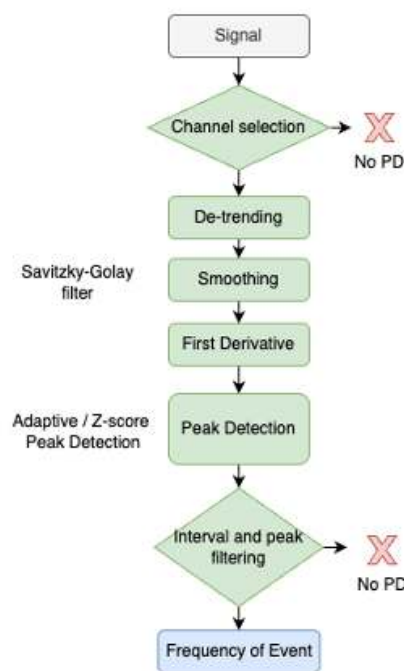 Signal
Channel selection
No PD
De-trending
Savitzky-Golay
filter
Smoothing
First Derivative
Adaptive / Z-score
Peak Detection
Peak Detection
Interval and peak
filtering
No PD
Frequency of Event